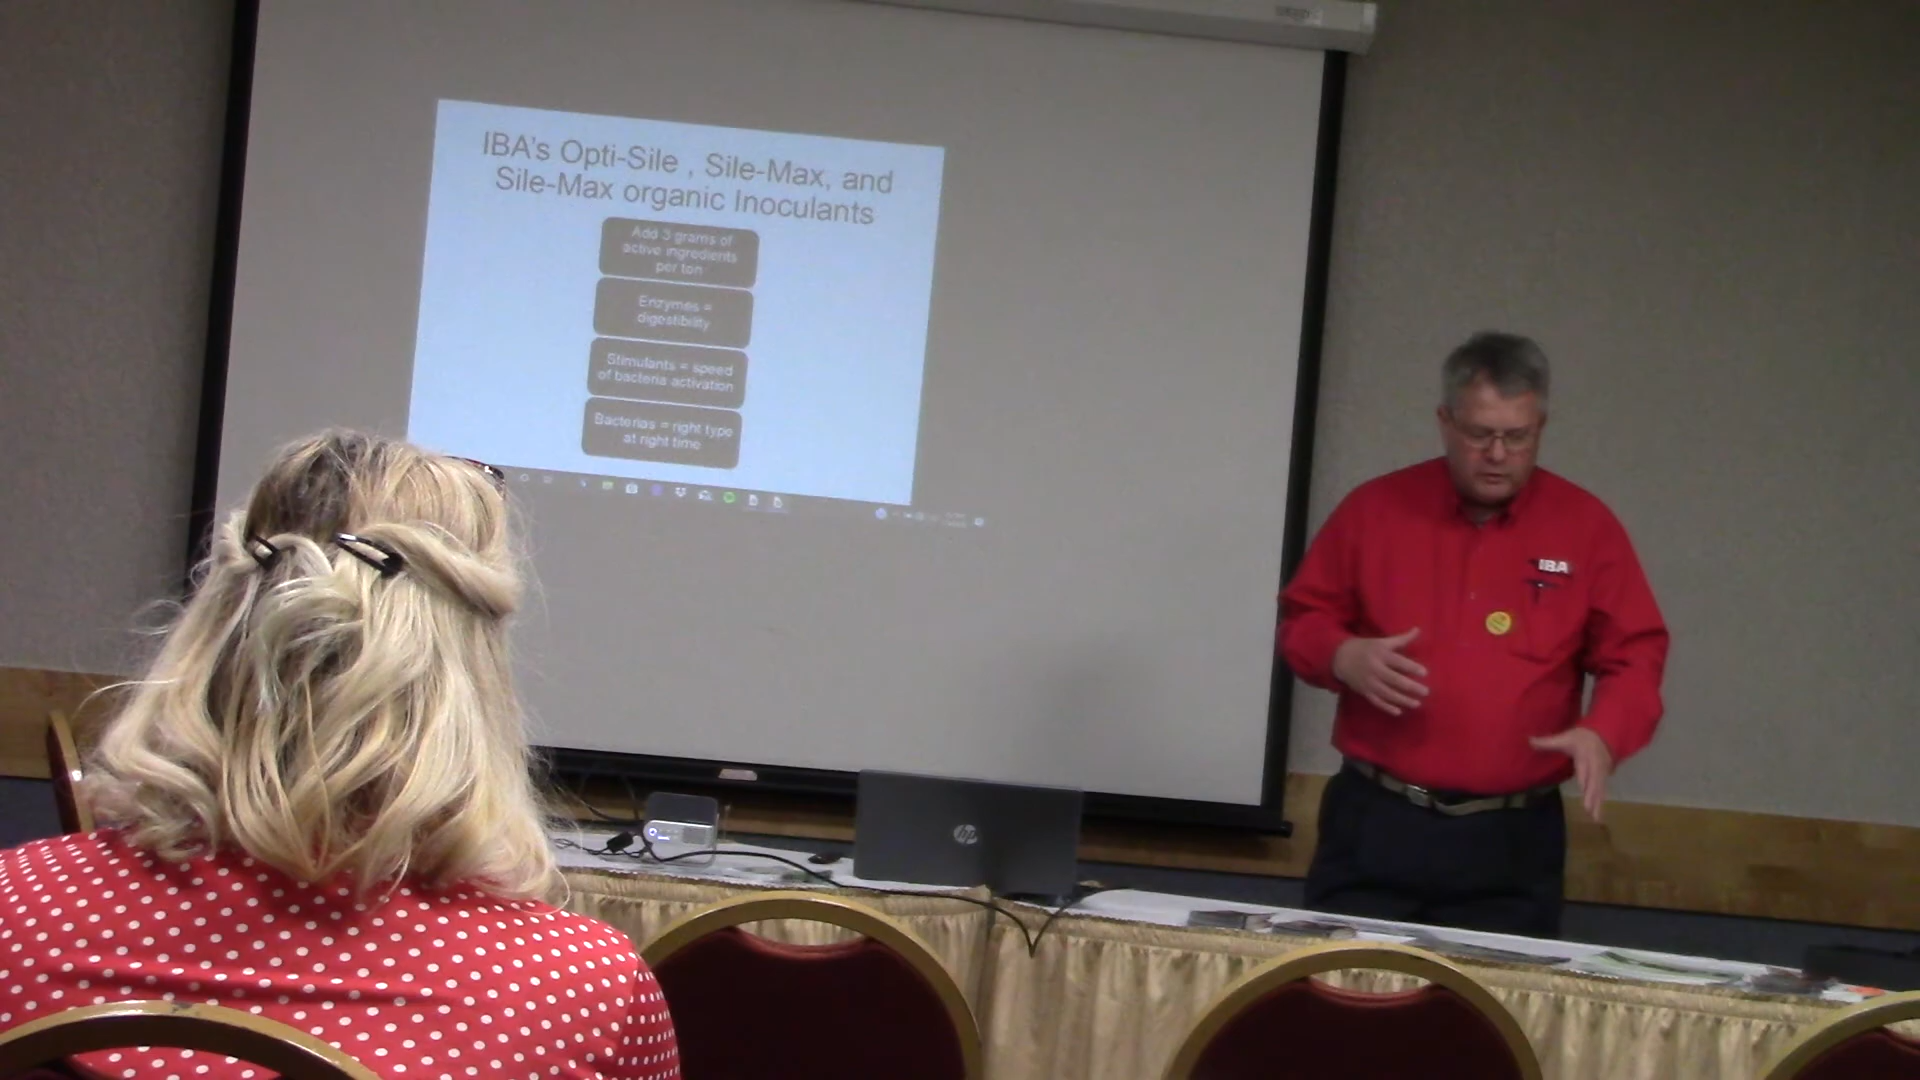 IBA's Opti-Sile , Sile-Max, and
Sile-Max organic Inoculants
Add 3 grams of
active ingredients
per ton
Enzymes =
digestibility
Stimulants = speed
of bacteria activation
Bacterias = right type
at right time
IBA
hp